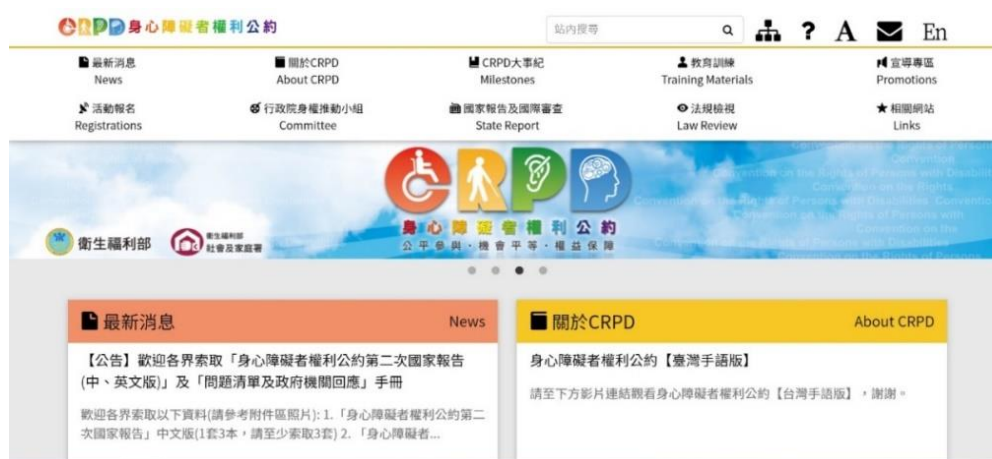 CRPD身心障礙者權利公約
站內搜尋
? A En
最新消息
News
關於CRPD
About CRPD
CRPD大事紀
Milestones
教育訓練
Training Materials
宣導專區
Promotions
活動報名
Registrations
行政院身權推動小組
Committee
國家報告及國際審查
State Report
法規檢視
Law Review
相關網站
Links
CRPD
身心障礙者權利公約
公平參與·機會平等·權益保障
衛生福利部
衛生福利部
社會及家庭署
最新消息 News
【公告】歡迎各界索取「身心障礙者權利公約第二次國家報告
(中、英文版)」及「問題清單及政府機關回應」手冊
歡迎各界索取以下資料(請參考附件區照片): 1.「身心障礙者權利公約第二
次國家報告」中文版(1套3本，請至少索取3套) 2. 「身心障礙者...
關於CRPD About CRPD
身心障礙者權利公約【臺灣手語版】
請至下方影片連結觀看身心障礙者權利公約【台灣手語版】，謝謝。